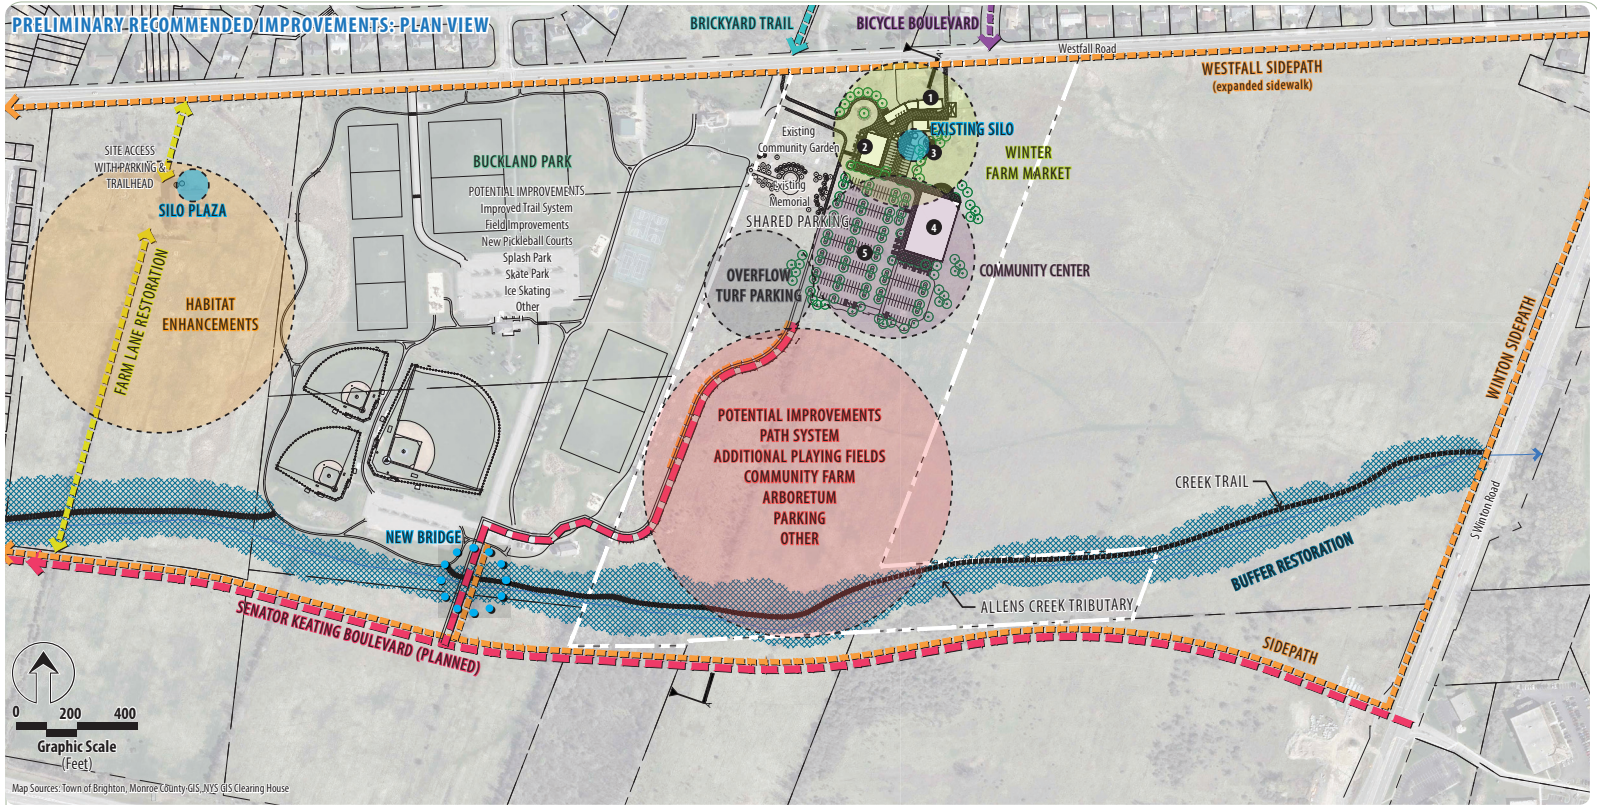 PRELIMINARY RECOMMENDED IMPROVEMENTS: PLAN VIEW
BRICKYARD TRAIL
BICYCLE BOULEVARD
Westfall Road
WESTFALL SIDEPATH
(expanded sidewalk)
SITE ACCESS
WITH PARKING &
TRAILHEAD
SILO PLAZA
HABITAT
ENHANCEMENTS
FARM LANE RESTORATION
BUCKLAND PARK
POTENTIAL IMPROVEMENTS
Improved Trail System
Field Improvements
New Pickleball Courts
Splash Park
Skate Park
Ice Skating
Other
Existing
Community Garden
Existing
Memorial
SHARED PARKING
1
EXISTING SILO
2
3
WINTER
FARM MARKET
4
5
COMMUNITY CENTER
OVERFLOW
TURF PARKING
POTENTIAL IMPROVEMENTS
PATH SYSTEM
ADDITIONAL PLAYING FIELDS
COMMUNITY FARM
ARBORETUM
PARKING
OTHER
WINTON SIDEPATH
CREEK TRAIL
S Winton Road
NEW BRIDGE
BUFFER RESTORATION
ALLENS CREEK TRIBUTARY
SENATOR KEATING BOULEVARD (PLANNED)
SIDEPATH
0 200 400
Graphic Scale
(Feet)
Map Sources: Town of Brighton, Monroe County GIS, NYS GIS Clearing House